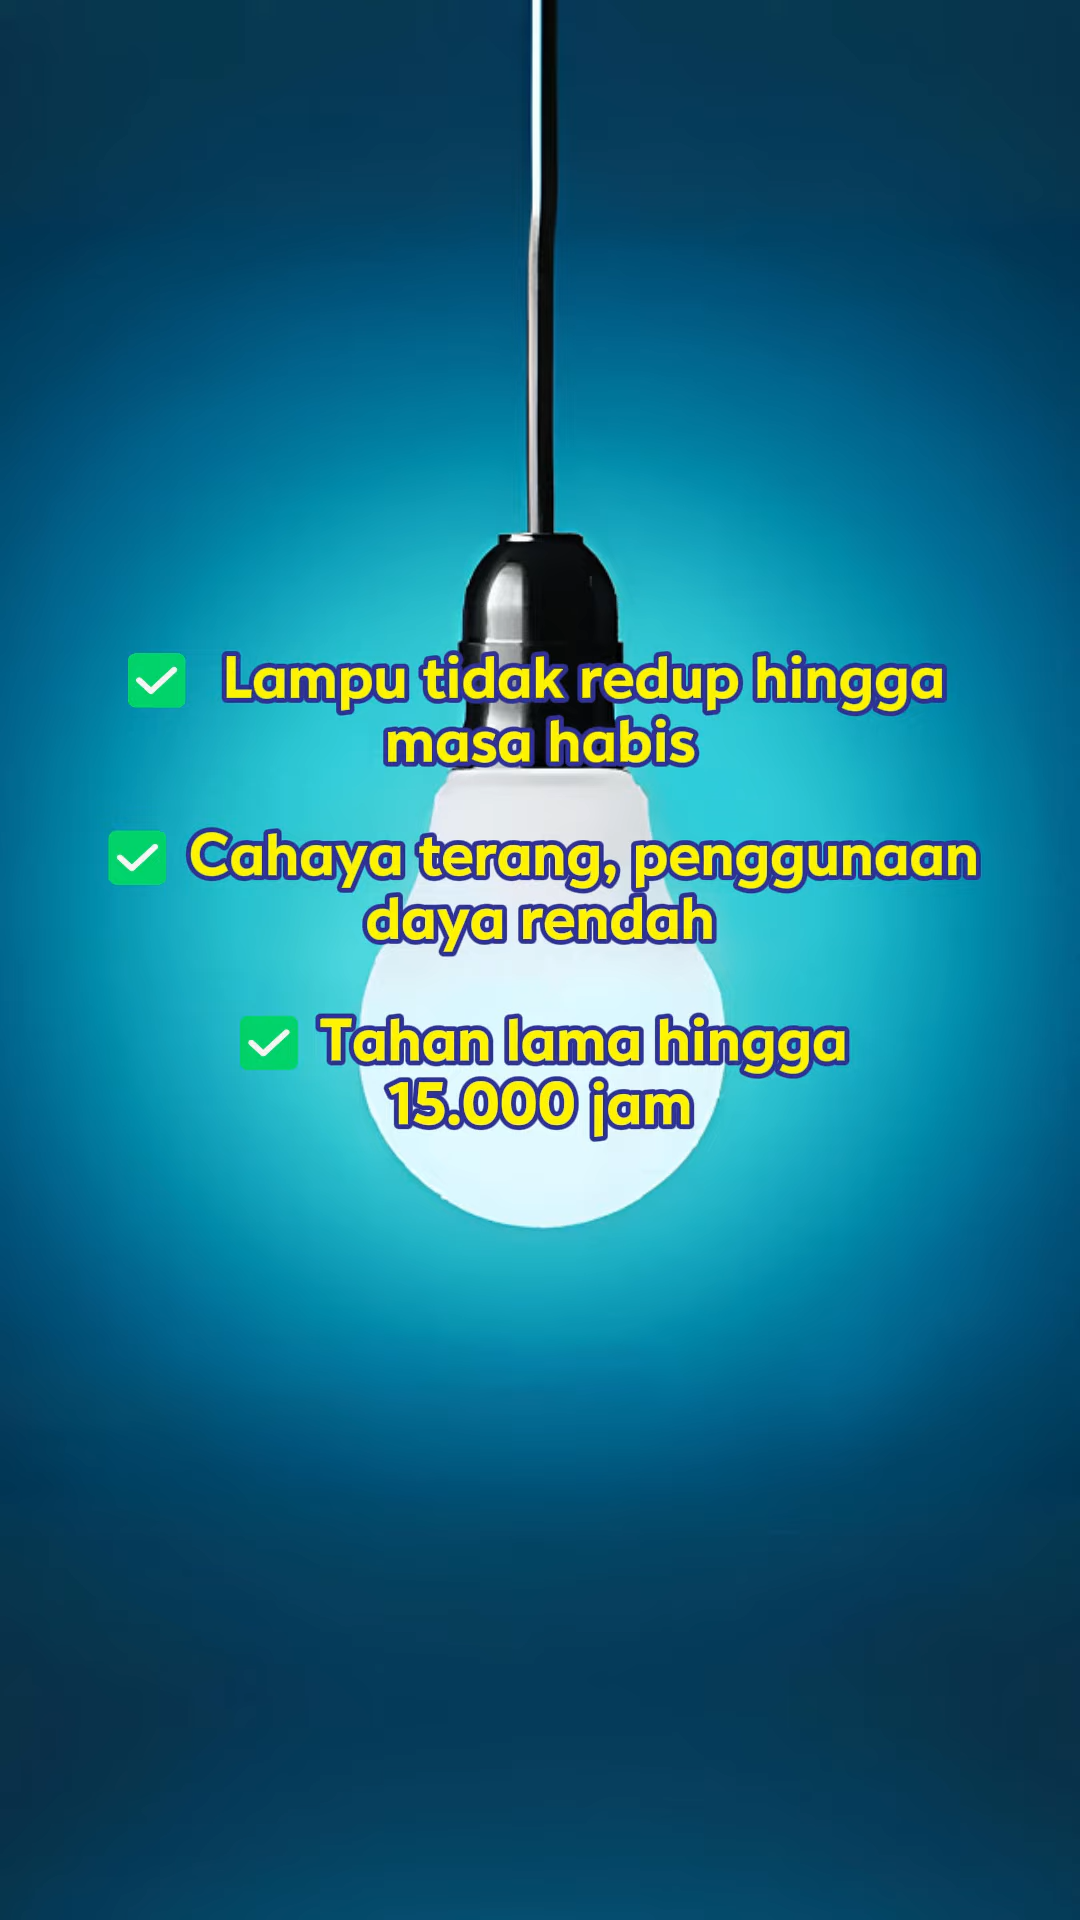 ✅ Lampu tidak redup hingga
masa habis
✅ Cahaya terang, penggunaan
daya rendah
✅ Tahan lama hingga
15.000 jam